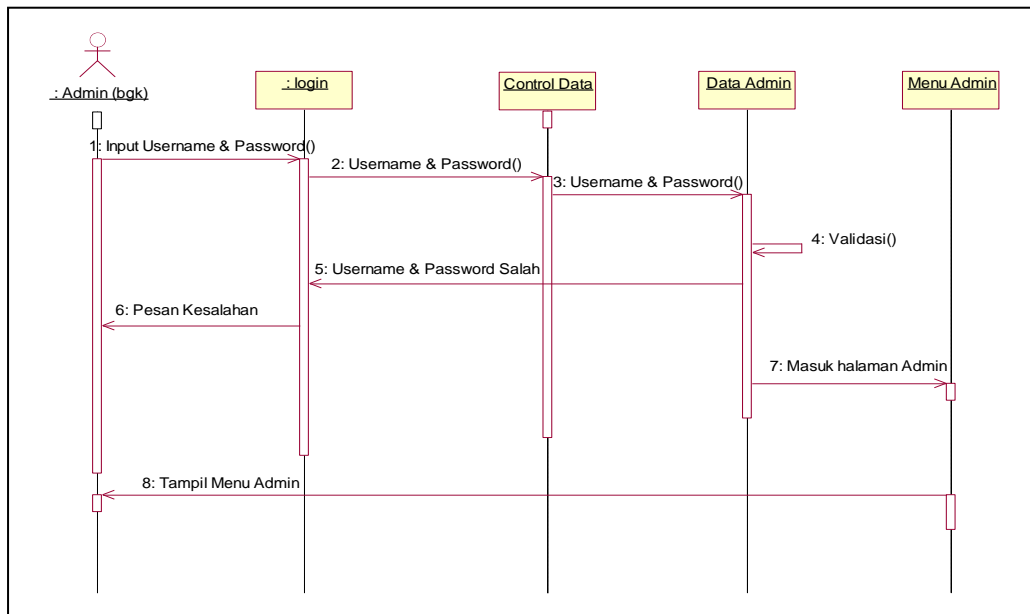 : Admin (bgk)
: login
Control Data
Data Admin
Menu Admin
1: Input Username & Password()
2: Username & Password()
3: Username & Password()
4: Validasi()
5: Username & Password Salah
6: Pesan Kesalahan
7: Masuk halaman Admin
8: Tampil Menu Admin